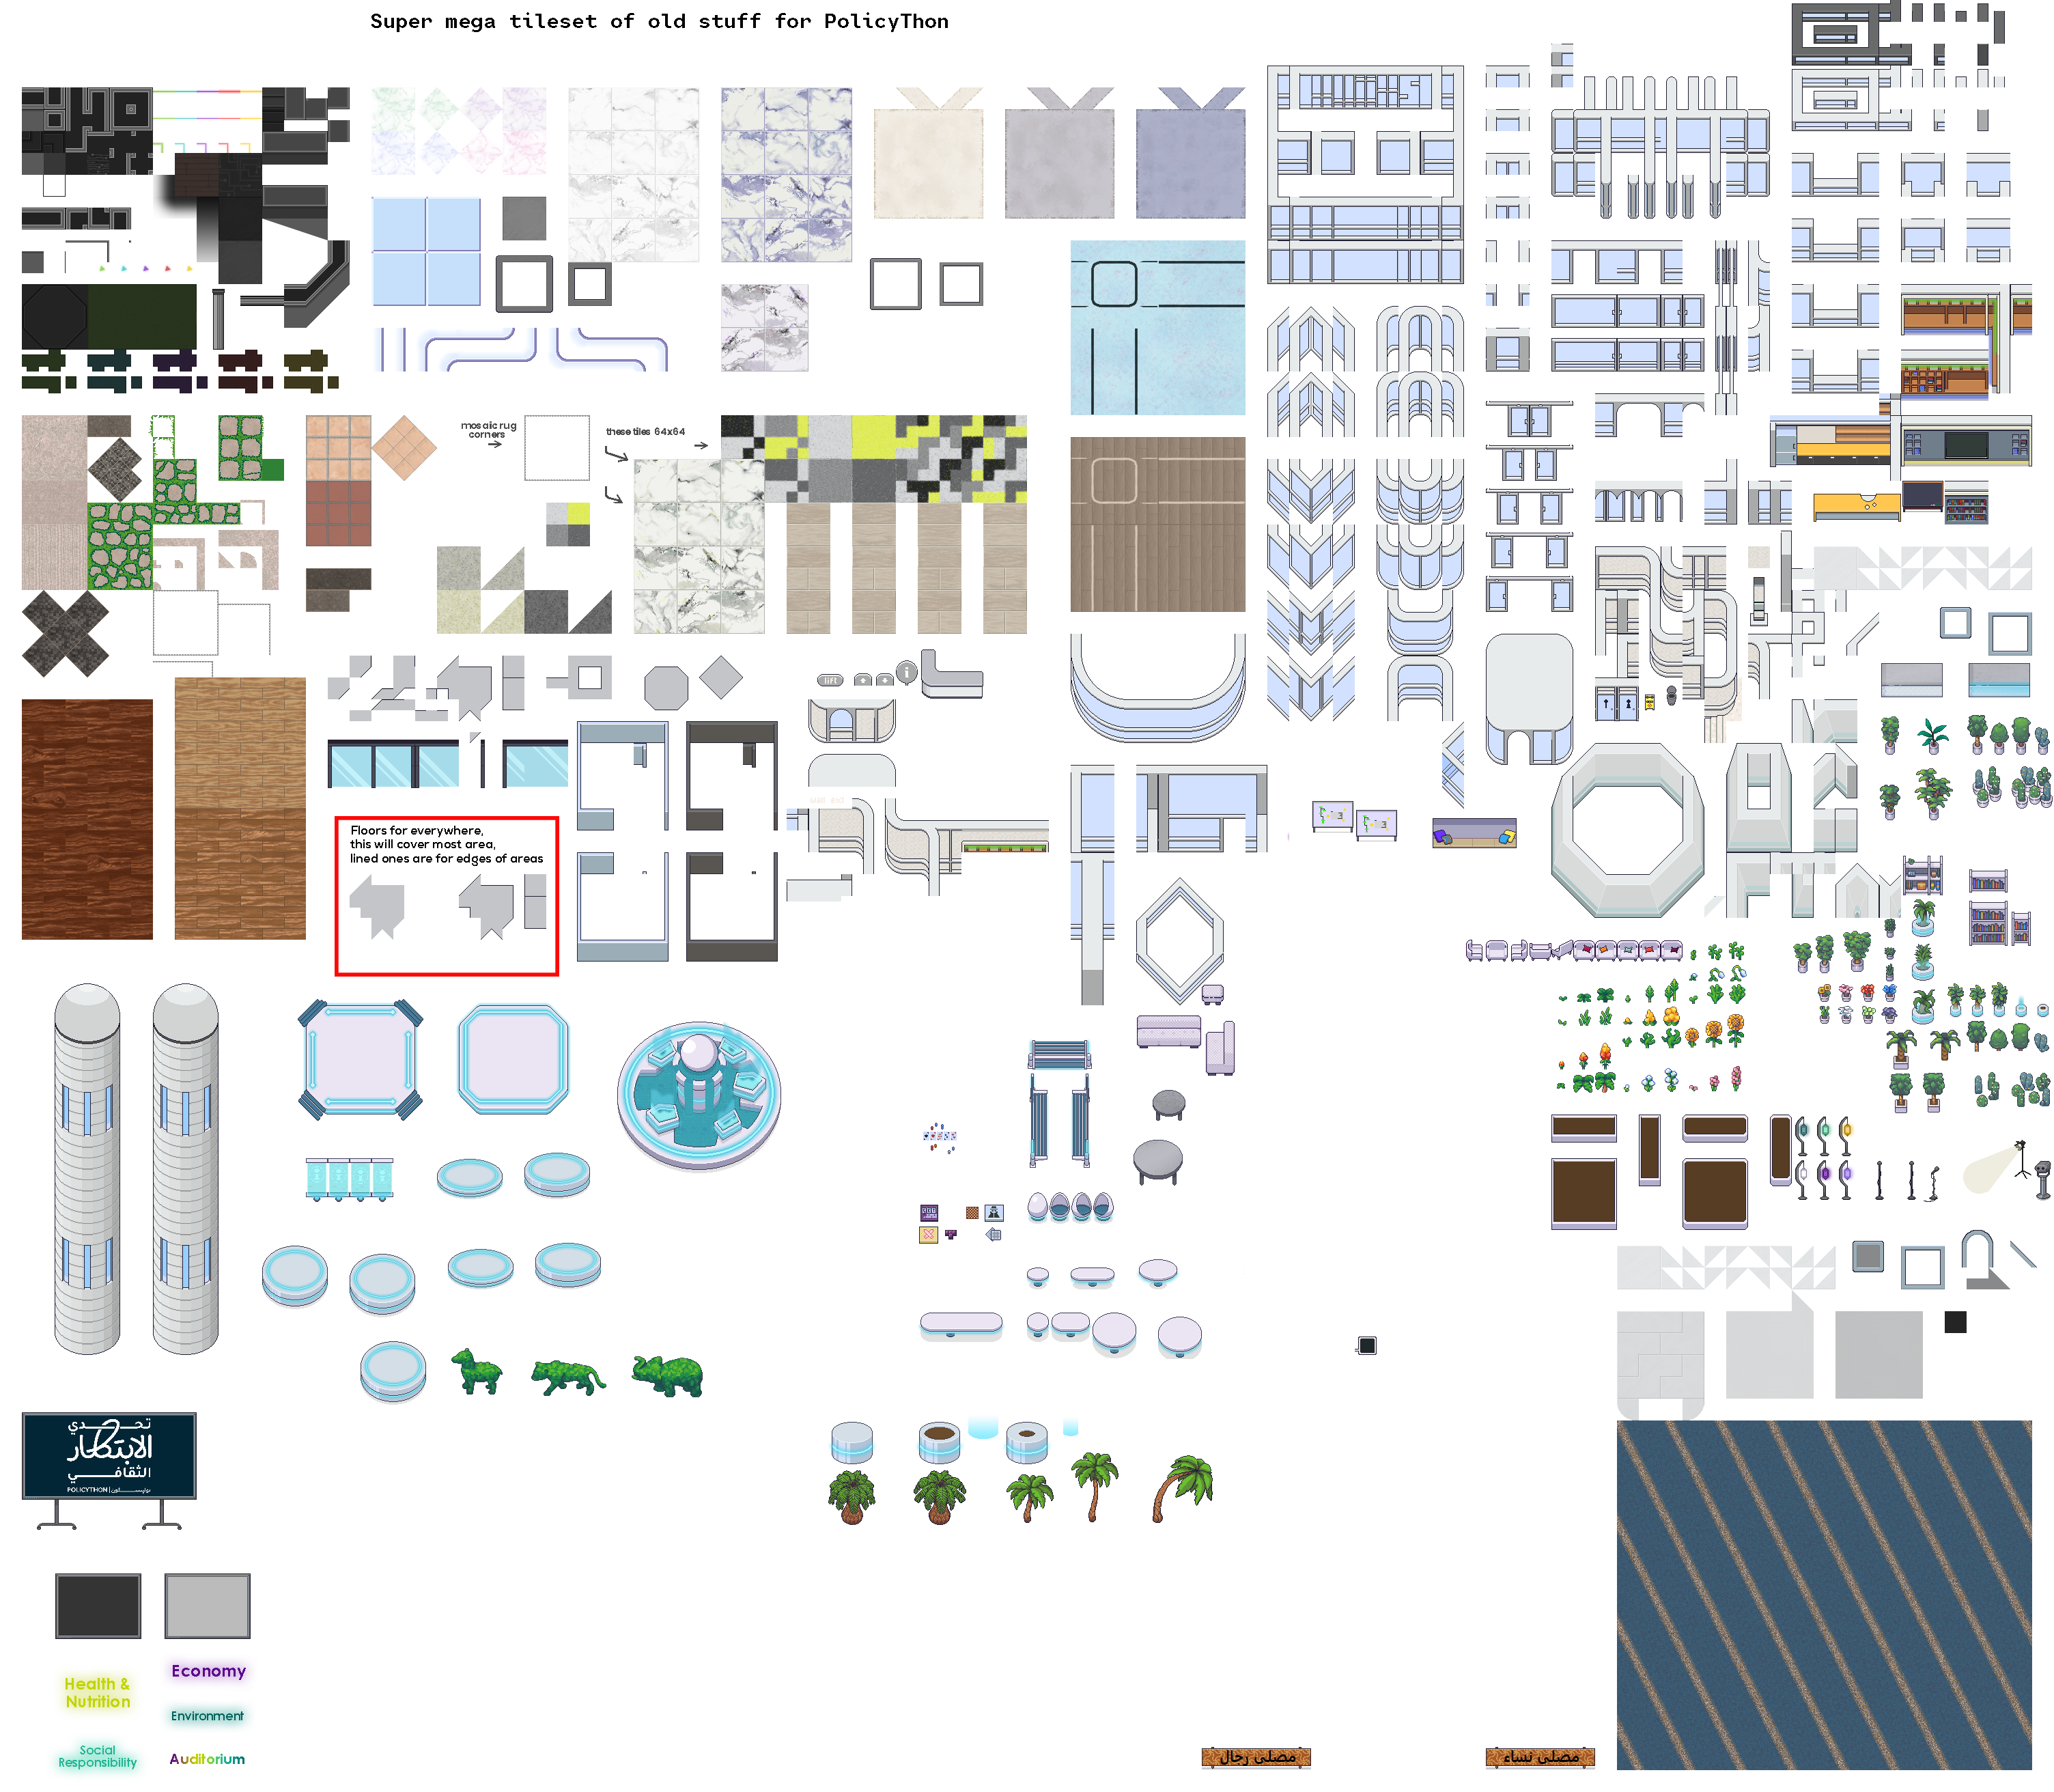 Super mega tileset of old stuff for PolicyThon
mosaic rug
corners
these tiles 64x64
lift
i
Floors for everywhere,
this will cover most area,
lined ones are for edges of areas
تحدي
الابتكار
الثقافي
POLICYTHON | بوليسـثـون
Health &
Nutrition
Economy
Environment
Social
Responsibility
Auditorium
مصلى رجال
مصلى نساء